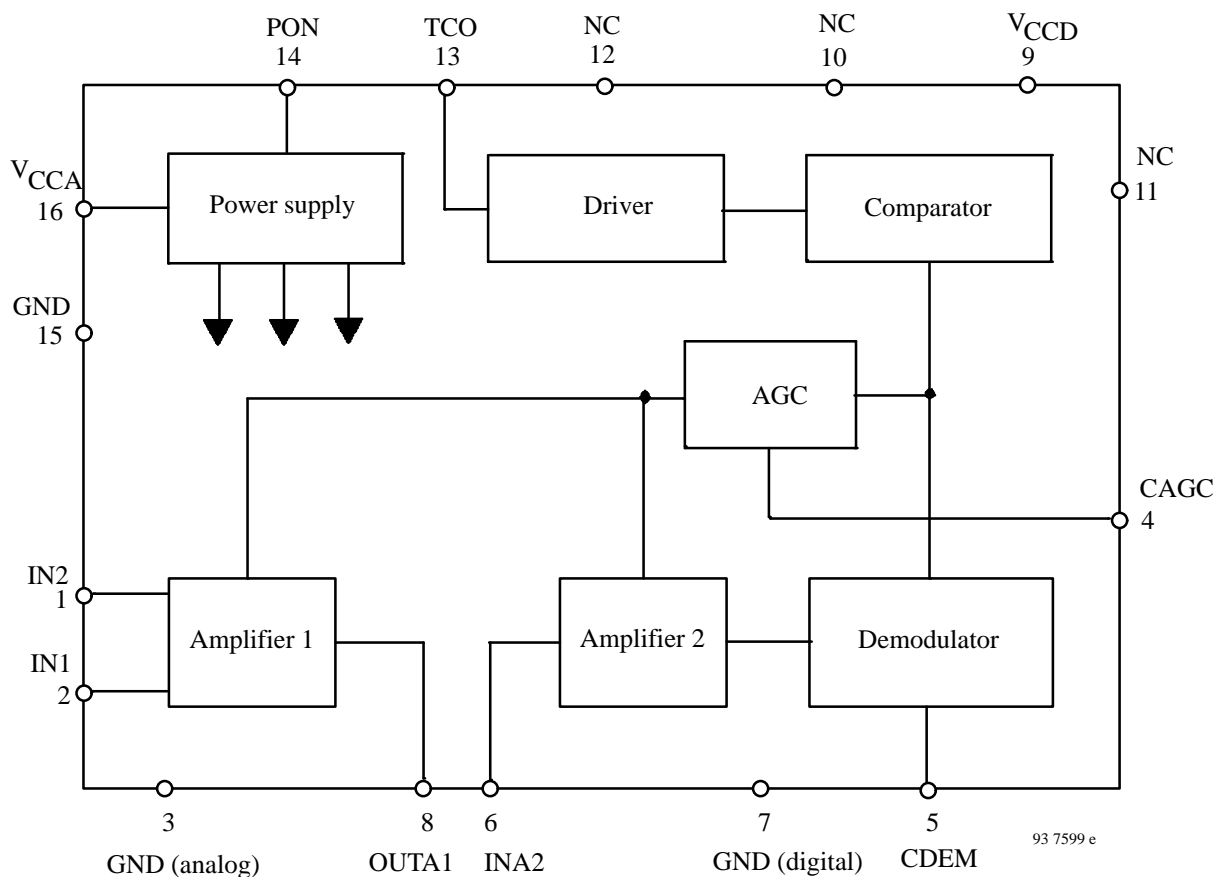 PON
14
TCO
13
NC
12
NC
10
VCCD
9
VCCA
16
Power supply
Driver
Comparator
NC
11
GND
15
AGC
CAGC
4
IN2
1
Amplifier 1
Amplifier 2
Demodulator
IN1
2
3
8
6
7
5
GND (analog)
OUTA1
INA2
GND (digital)
CDEM
93 7599 e